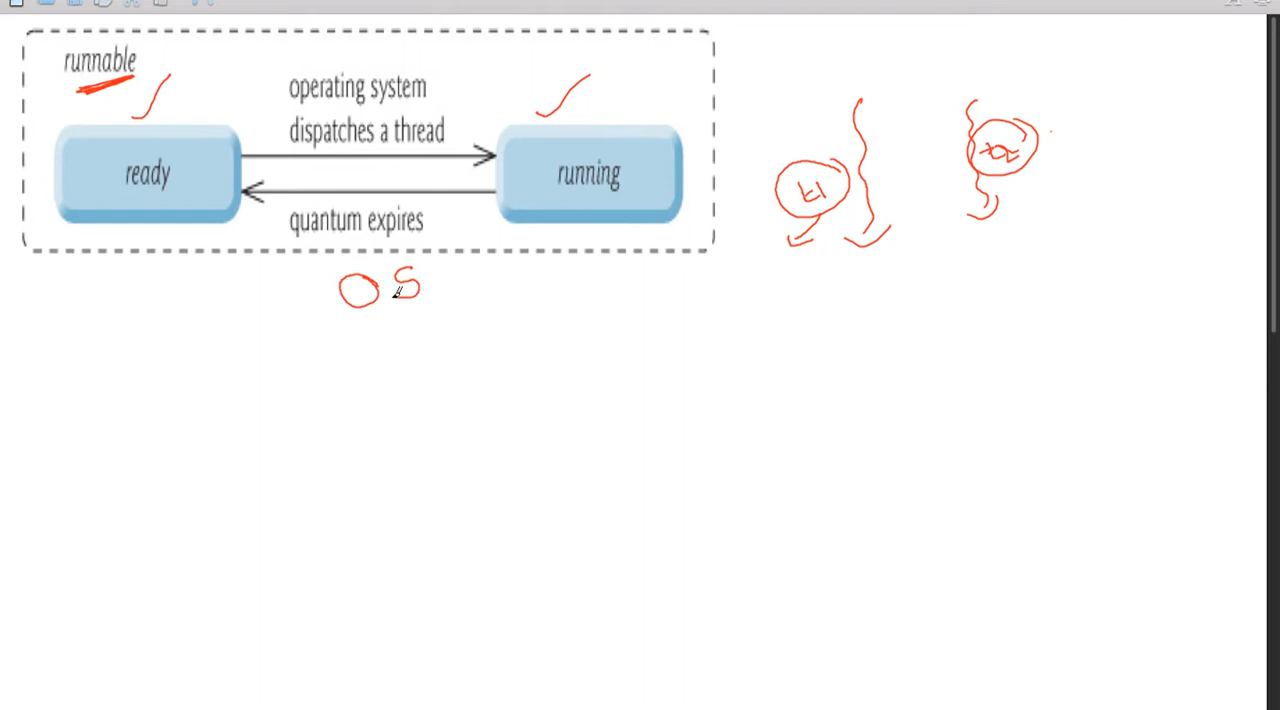 runnable
operating system
dispatches a thread
ready
running
quantum expires
OS